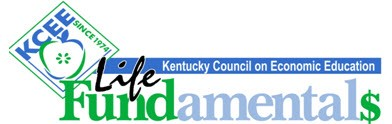 KCEE
SINCE 1974!
Kentucky Council on Economic Education
Life
Fundamental$